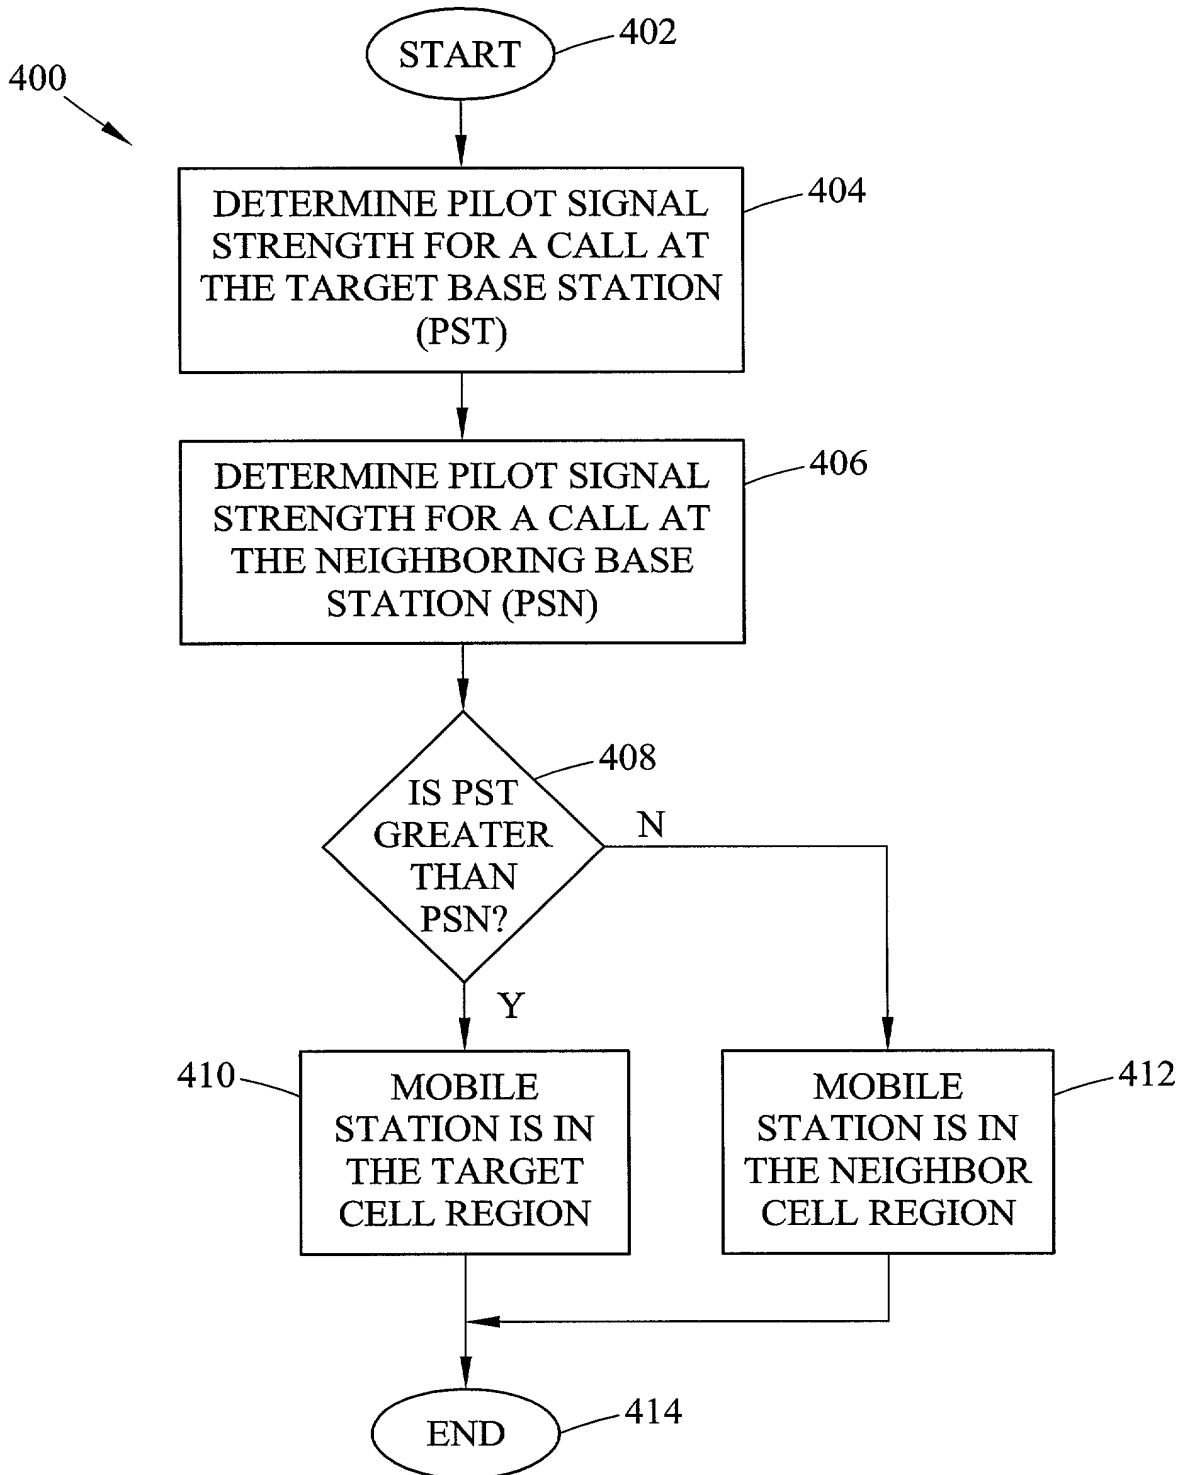 START
402
400
DETERMINE PILOT SIGNAL
STRENGTH FOR A CALL AT
THE TARGET BASE STATION
(PST)
404
DETERMINE PILOT SIGNAL
STRENGTH FOR A CALL AT
THE NEIGHBORING BASE
STATION (PSN)
406
IS PST
GREATER
THAN
PSN?
408
N
Y
410
MOBILE
STATION IS IN
THE TARGET
CELL REGION
MOBILE
STATION IS IN
THE NEIGHBOR
CELL REGION
412
END
414